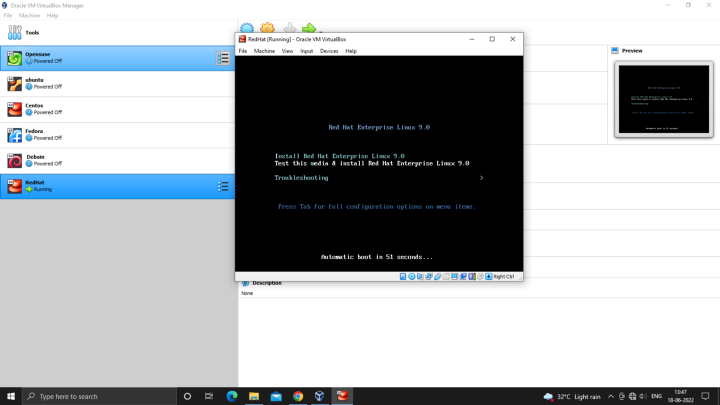 Oracle VM VirtualBox Manager
File Machine Help
Tools
Opensuse
Powered Off
ubuntu
Powered Off
Centos
Powered Off
Fedora
Powered Off
Debain
Powered Off
RedHat
Running
RedHat [Running] - Oracle VM VirtualBox
File Machine View Input Devices Help
Red Hat Enterprise Linux 9.0
Install Red Hat Enterprise Linux 9.0
Test this media & install Red Hat Enterprise Linux 9.0
Troubleshooting >
Press Tab for full configuration options on menu items.
Automatic boot in 51 seconds...
Right Ctrl
Preview
Description
None
Type here to search
32°C Light rain
ENG
13:47
18-06-2022